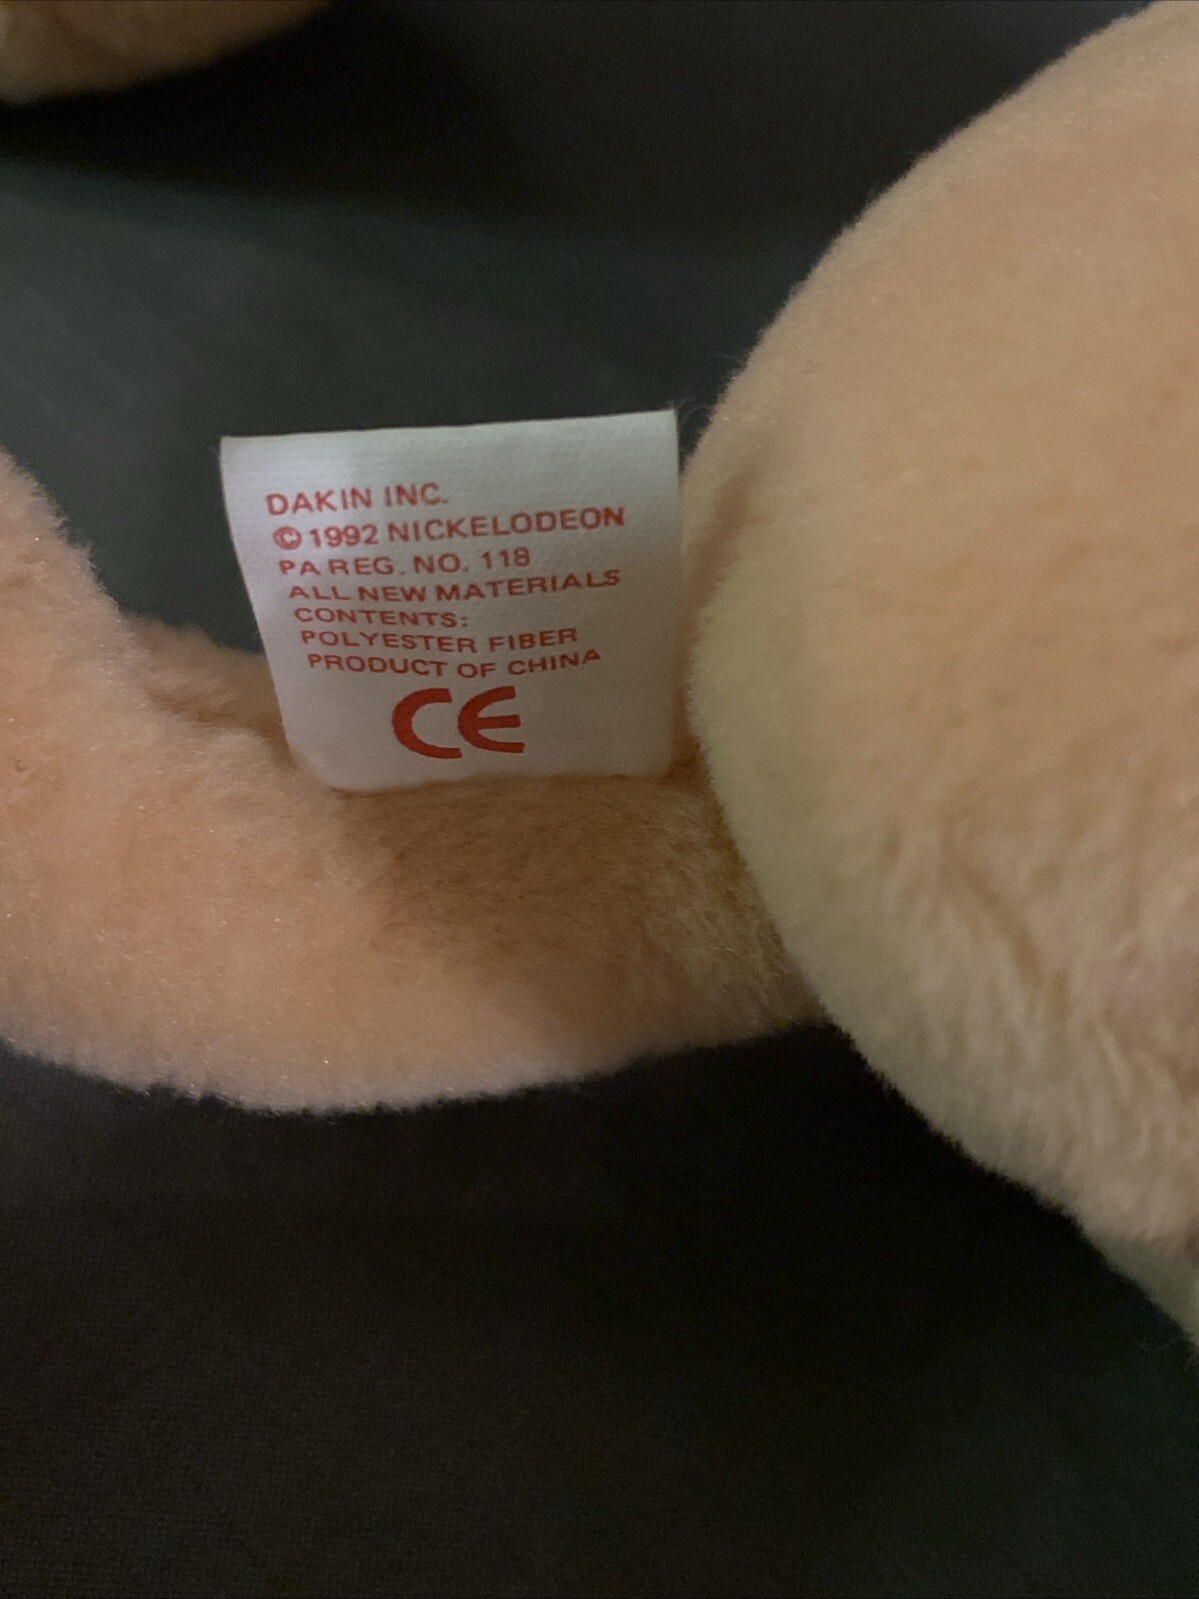 DAKIN INC.
© 1992 NICKELODEON
PA REG. NO. 118
ALL NEW MATERIALS
CONTENTS:
POLYESTER FIBER
PRODUCT OF CHINA
CE